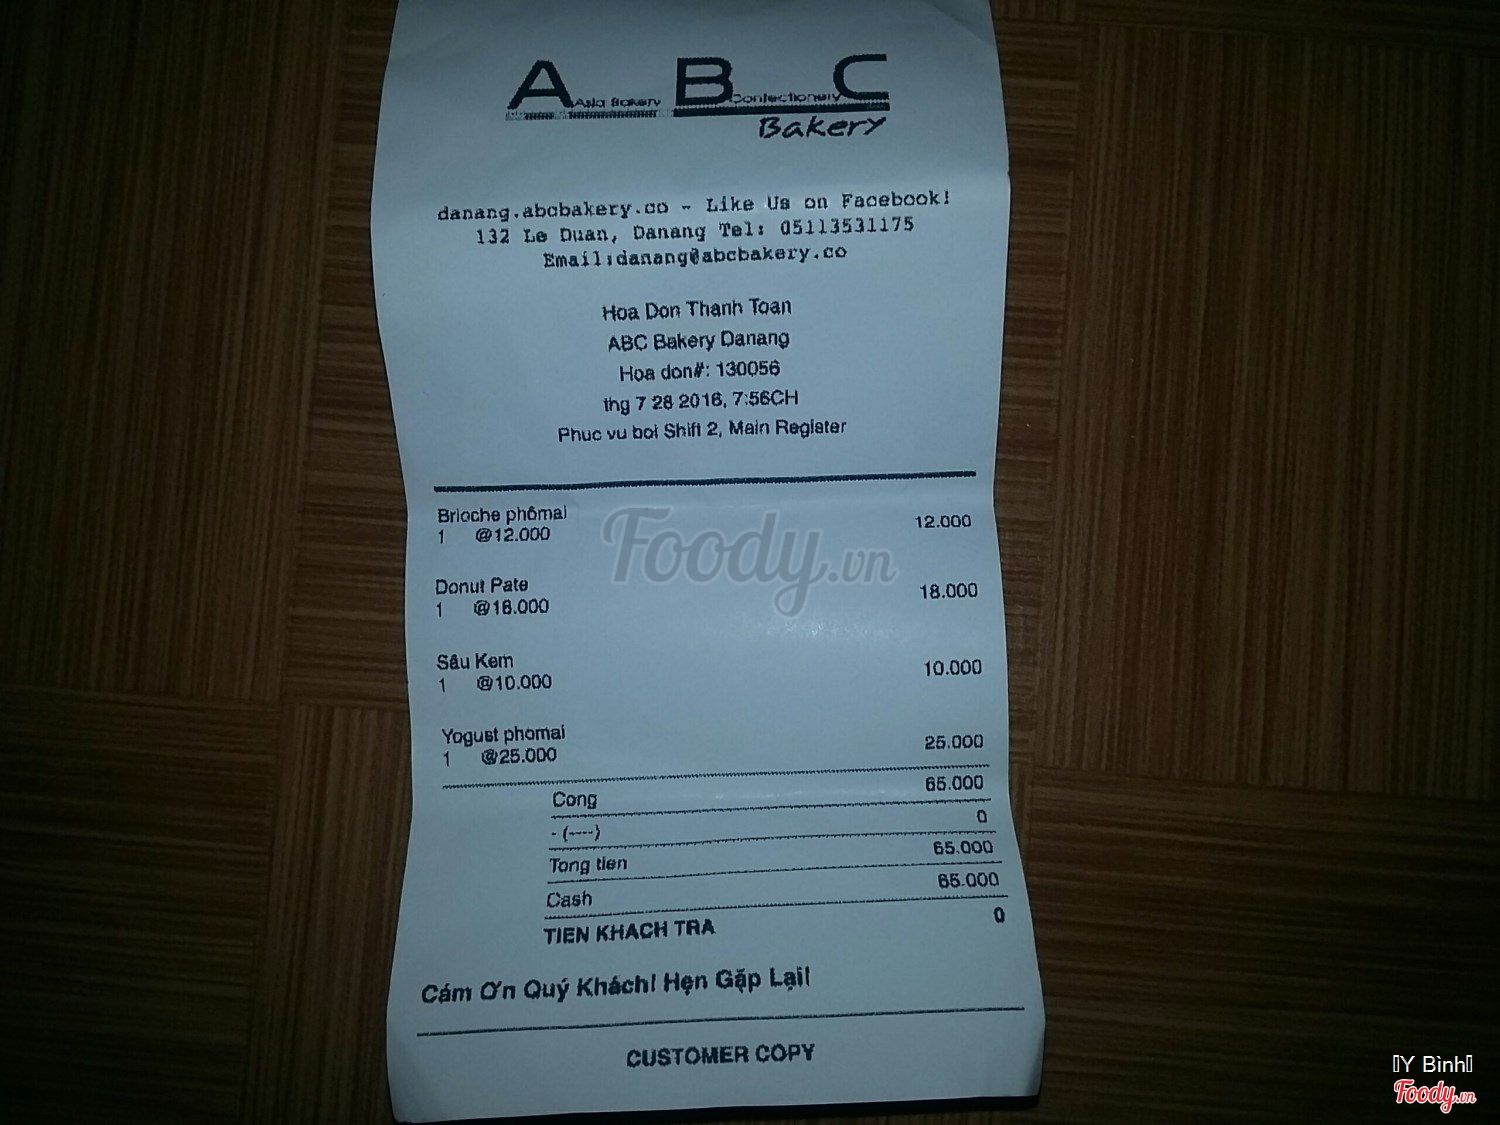 A Asia Bakery B Confectionery C
Bakery
danang.abcbakery.co - Like Us on Facebook!
132 Le Duan, Danang Tel: 05113531175
Email:danang@abcbakery.co
Hoa Don Thanh Toan
ABC Bakery Danang
Hoa don#: 130056
thg 7 28 2016, 7:56CH
Phuc vu boi Shift 2, Main Register
Brioche phômai
1 @12.000 12.000
Donut Pate
1 @18.000 18.000
Sâu Kem
1 @10.000 10.000
Yogust phomai
1 @25.000 25.000
Cong 65.000
- (----) 0
Tong tien 65.000
Cash 65.000
TIEN KHACH TRA 0
Cám Ơn Quý Khách! Hẹn Gặp Lại!
CUSTOMER COPY
Foody.vn
Y Bình
Foody.vn